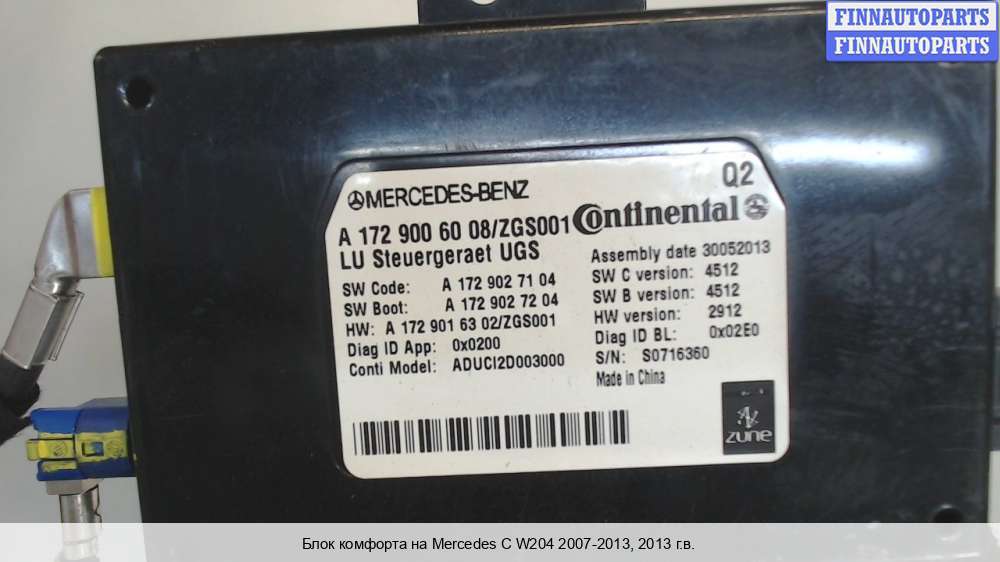 FINNAUTOPARTS
FINNAUTOPARTS
MERCEDES-BENZ
Q2
A 172 900 60 08/ZGS001
Continental
LU Steuergeraet UGS
SW Code: A 172 902 71 04
SW Boot: A 172 902 72 04
HW: A 172 901 63 02/ZGS001
Diag ID App: 0x0200
Conti Model: ADUCI2D003000
Assembly date 30052013
SW C version: 4512
SW B version: 4512
HW version: 2912
Diag ID BL: 0x02E0
S/N: S0716360
Made in China
zune
Блок комфорта на Mercedes C W204 2007-2013, 2013 г.в.